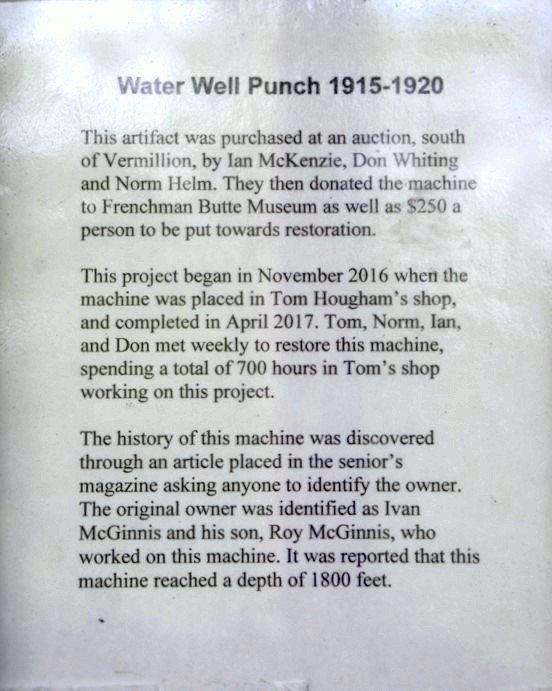 Water Well Punch 1915-1920
This artifact was purchased at an auction, south
of Vermillion, by Ian McKenzie, Don Whiting
and Norm Helm. They then donated the machine
to Frenchman Butte Museum as well as $250 a
person to be put towards restoration.
This project began in November 2016 when the
machine was placed in Tom Hougham's shop,
and completed in April 2017. Tom, Norm, Ian,
and Don met weekly to restore this machine,
spending a total of 700 hours in Tom's shop
working on this project.
The history of this machine was discovered
through an article placed in the senior's
magazine asking anyone to identify the owner.
The original owner was identified as Ivan
McGinnis and his son, Roy McGinnis, who
worked on this machine. It was reported that this
machine reached a depth of 1800 feet.